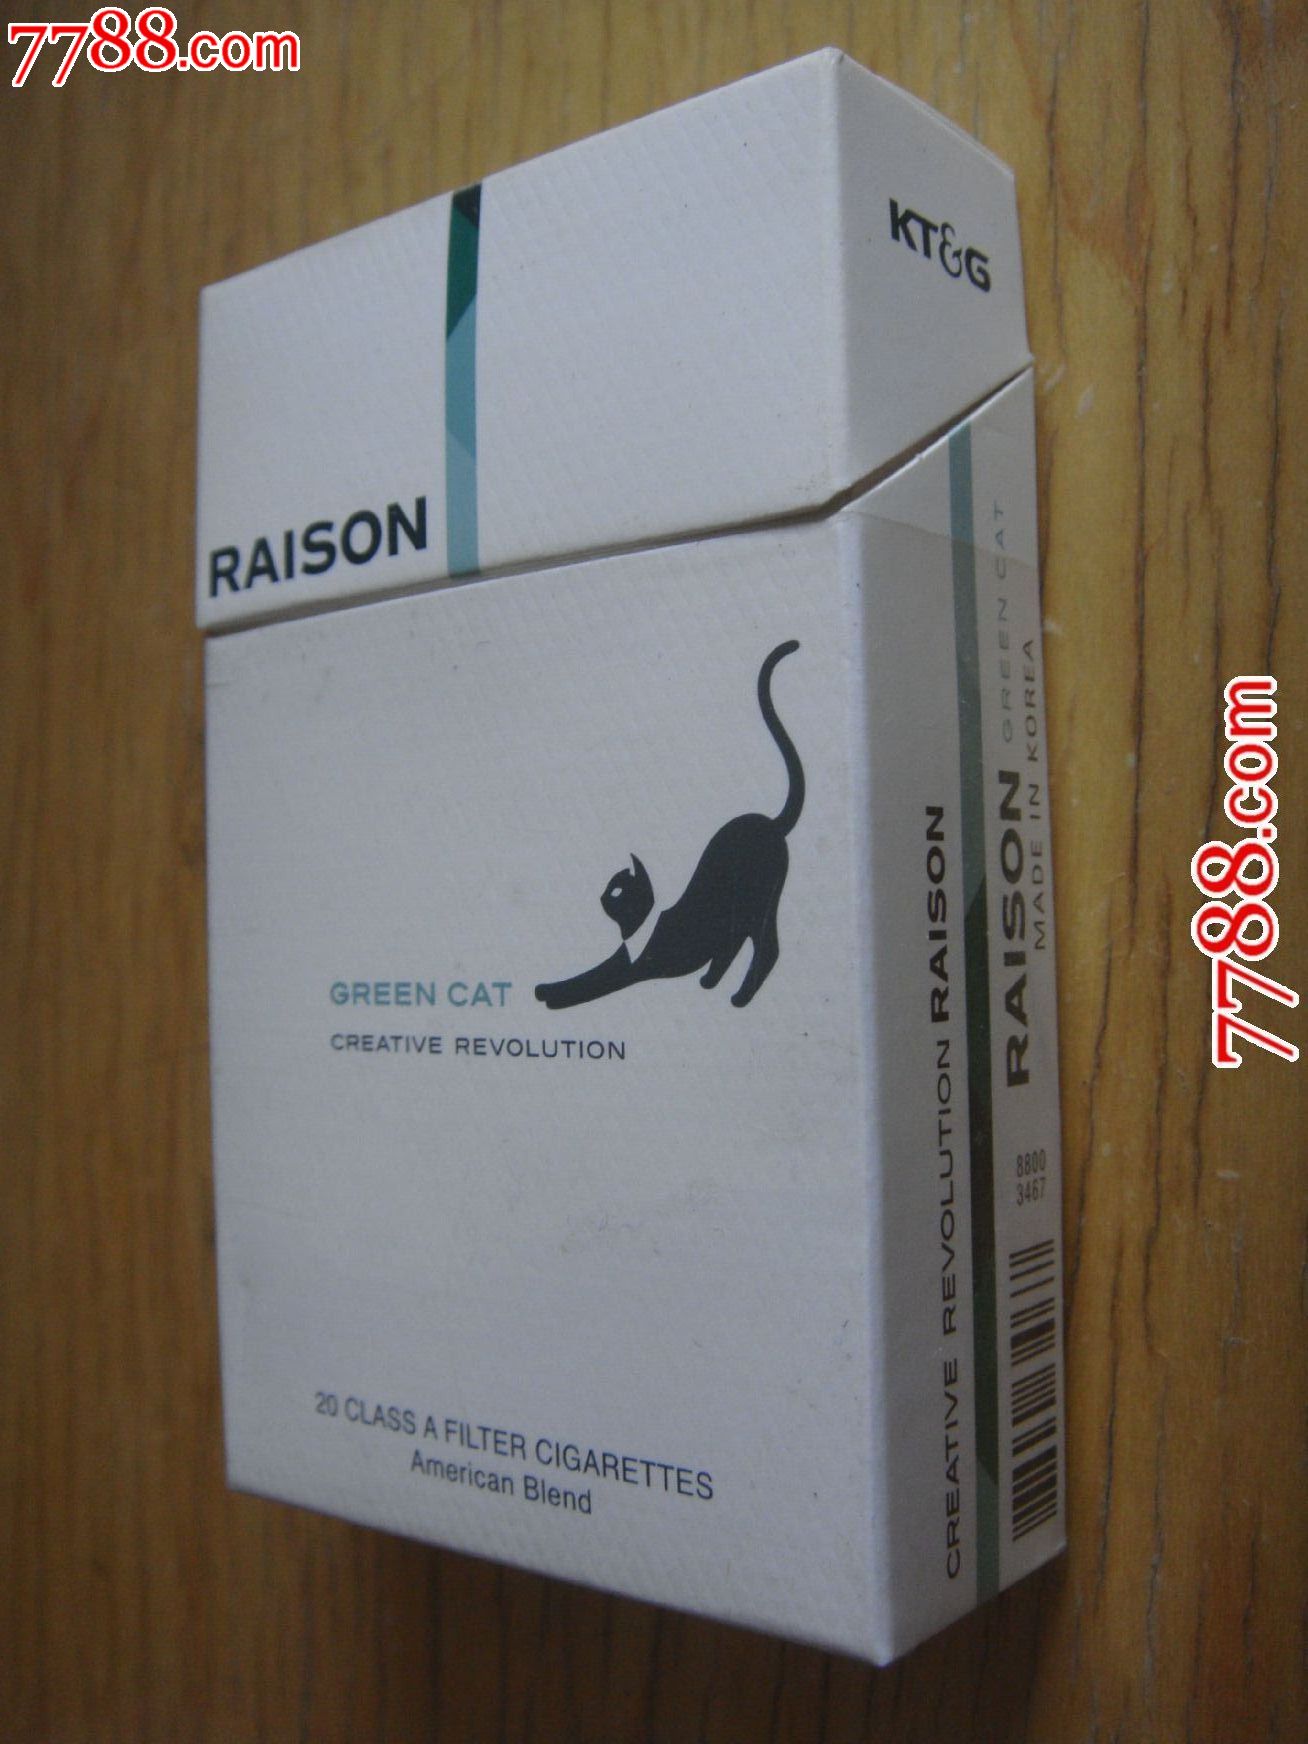 7788.com
KT&G
RAISON
GREEN CAT
CREATIVE REVOLUTION
20 CLASS A FILTER CIGARETTES
American Blend
CREATIVE REVOLUTION RAISON
RAISON GREEN CAT
MADE IN KOREA
8800
3467
7788.com